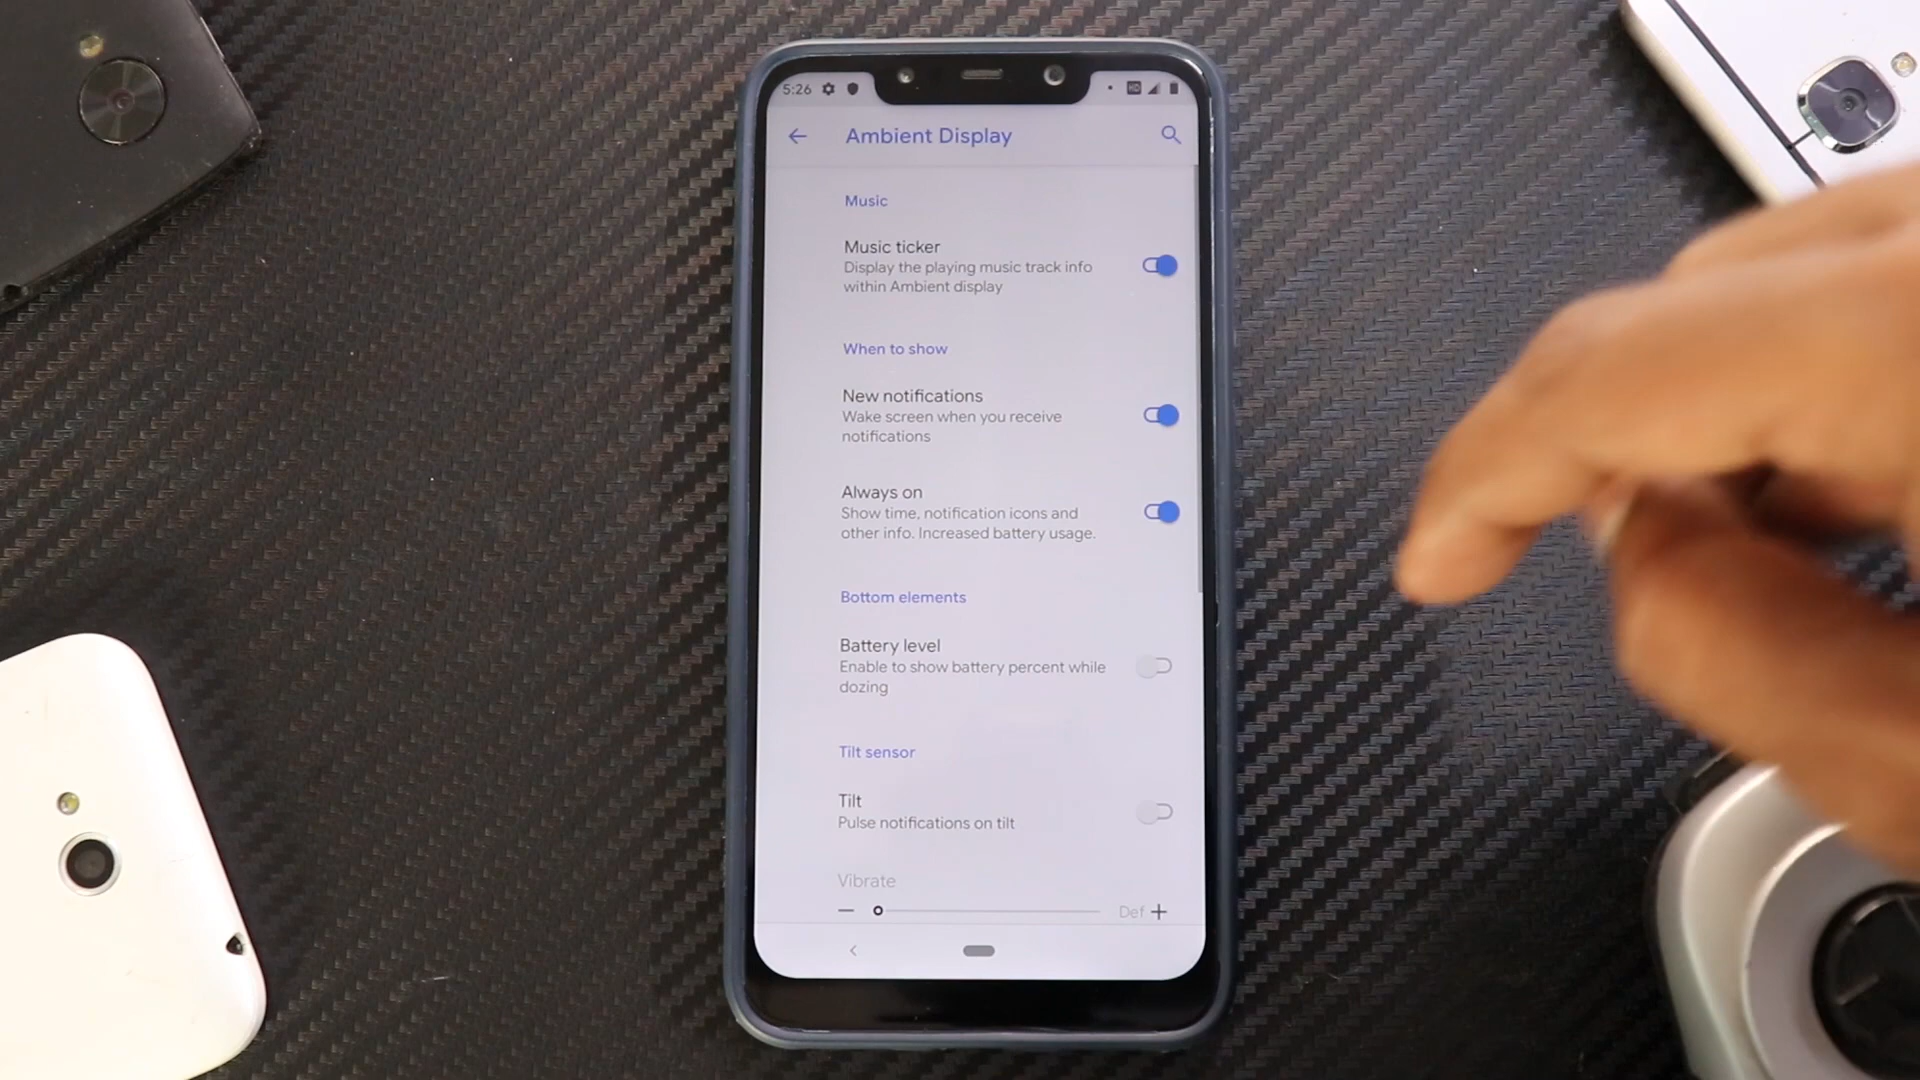 5:26
HD
Ambient Display
Music
Music ticker
Display the playing music track info
within Ambient display
When to show
New notifications
Wake screen when you receive
notifications
Always on
Show time, notification icons and
other info. Increased battery usage.
Bottom elements
Battery level
Enable to show battery percent while
dozing
Tilt sensor
Tilt
Pulse notifications on tilt
Vibrate
Def